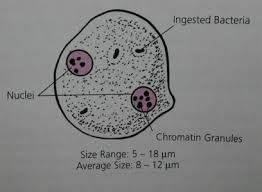 Ingested Bacteria
Nuclei
Chromatin Granules
Size Range: 5 – 18 µm
Average Size: 8 – 12 µm